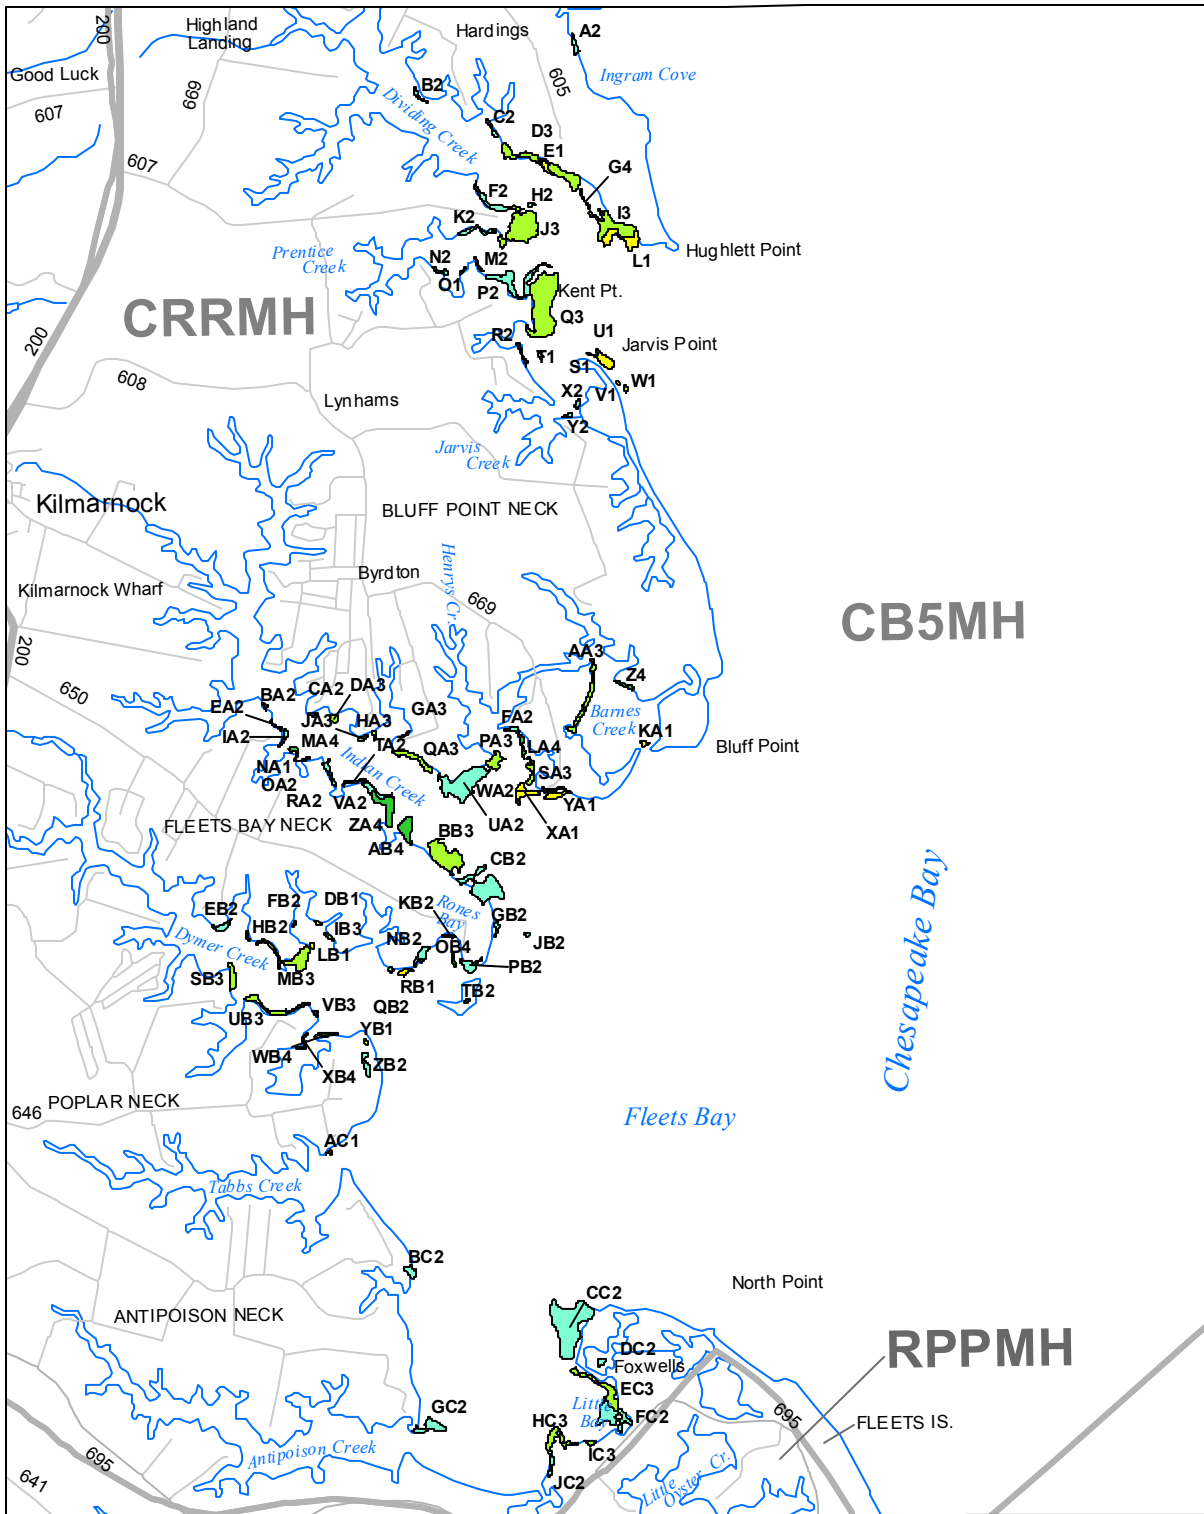 200
Highland
Landing
Hardings
A2
Good Luck
699
605
Ingram Cove
B2
607
Dividing Creek
C2
D3
E1
607
G4
F2
H2
I3
K2
J3
L1
Hughlett Point
Prentice
Creek
N2
M2
O1
P2
Kent Pt.
CRRMH
Q3
200
R2
U1
T1
Jarvis Point
S1
608
W1
X2
V1
Lynhams
Y2
Jarvis
Creek
Kilmarnock
BLUFF POINT NECK
Henrys Cr.
Byrdton
Kilmarnock Wharf
669
CB5MH
200
AA3
Z4
650
BA2
CA2
DA3
EA2
JA3
HA3
GA3
FA2
Barnes
Creek
KA1
IA2
MA4
TA2
Bluff Point
Indian Creek
QA3
PA3
LA4
NA1
OA2
SA3
RA2
VA2
WA2
YA1
FLEETS BAY NECK
ZA4
UA2
XA1
AB4
BB3
CB2
Chesapeake Bay
EB2
FB2
DB1
KB2
Rones
Bay
GB2
HB2
IB3
NB2
OB4
JB2
Dymer Creek
LB1
SB3
MB3
RB1
PB2
TB2
UB3
VB3
QB2
YB1
WB4
XB4
ZB2
646
POPLAR NECK
Fleets Bay
AC1
Tabbs Creek
BC2
North Point
CC2
ANTIPOISON NECK
RPPMH
DC2
Foxwells
EC3
Little
Bay
GC2
HC3
FC2
695
FLEETS IS.
Antipoison Creek
IC3
695
JC2
Little
Oyster Cr.
641